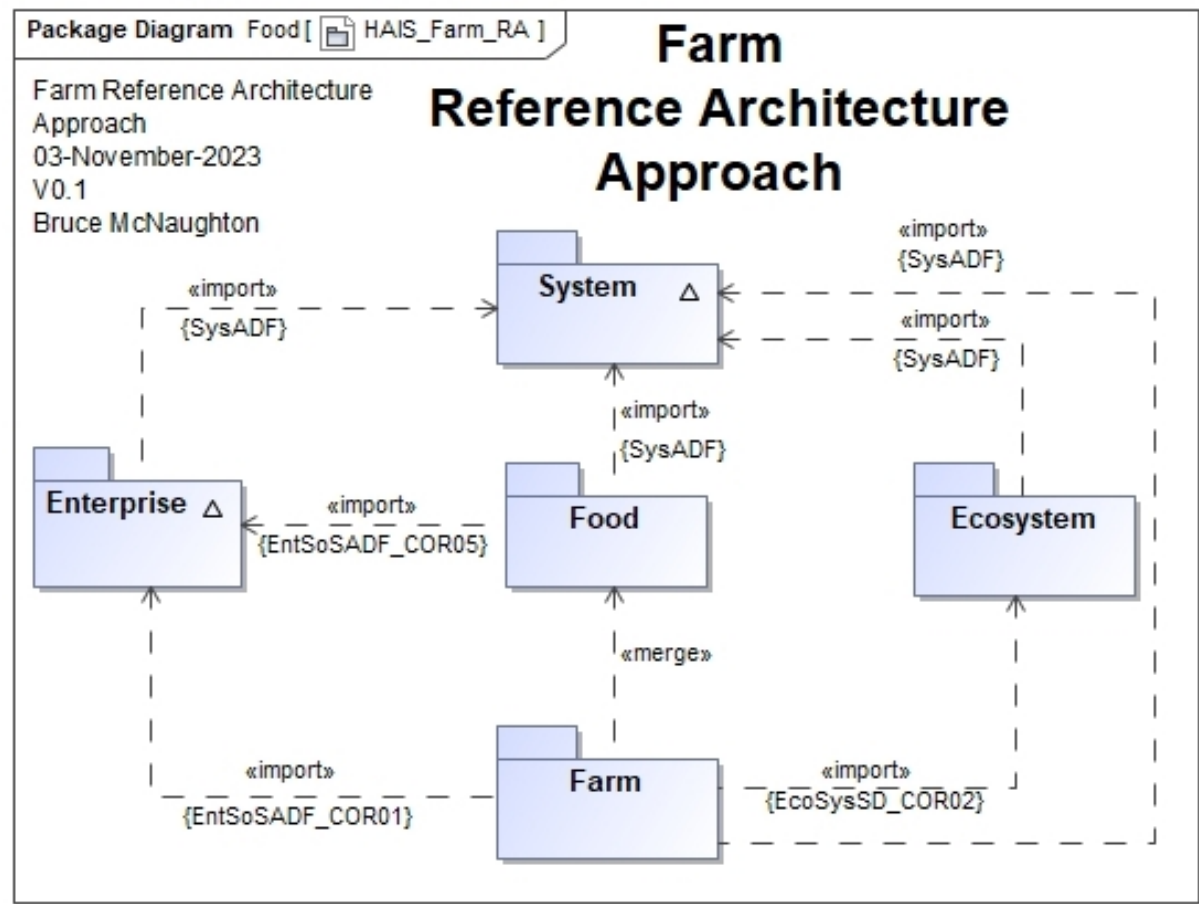 Package Diagram Food [ HAIS_Farm_RA ]
Farm
Reference Architecture
Approach
Farm Reference Architecture
Approach
03-November-2023
V0.1
Bruce McNaughton
«import»
{SysADF}
System
«import»
{SysADF}
«import»
{SysADF}
«import»
{SysADF}
Enterprise
«import»
{EntSoSADF_COR05}
Food
Ecosystem
«merge»
«import»
{EntSoSADF_COR01}
Farm
«import»
{EcoSysSD_COR02}